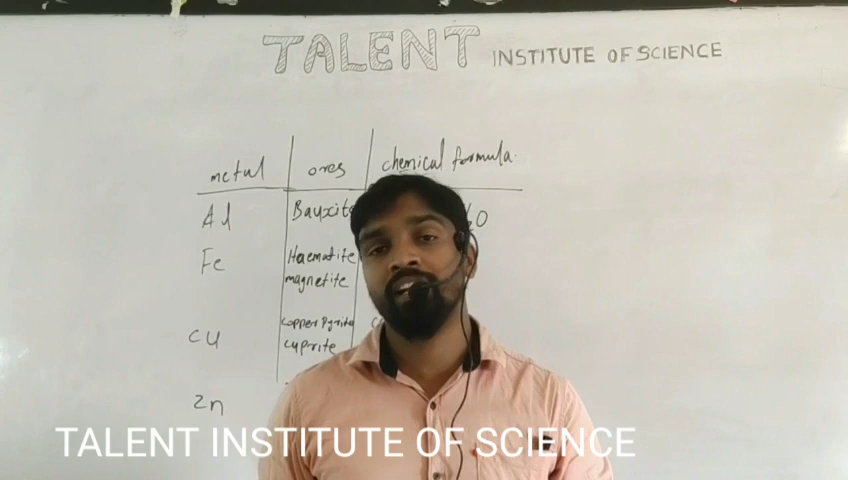 TALENT INSTITUTE OF SCIENCE
metal ores chemical formula
Al Bauxite
Fe Haematite
magnetite
Cu copper pyrite
cuprite
Zn
TALENT INSTITUTE OF SCIENCE